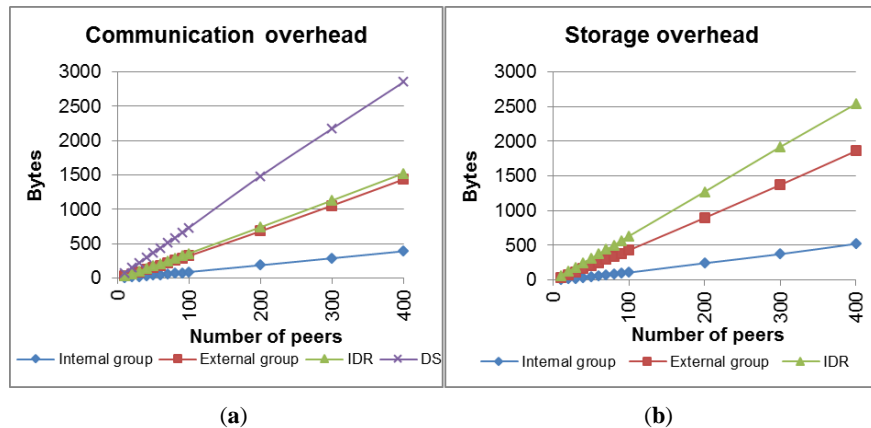 Communication overhead
3000
2500
2000
1500
1000
500
0
Bytes
0
100
200
300
400
Number of peers
Internal group
External group
IDR
DS
(a)
Storage overhead
3000
2500
2000
1500
1000
500
0
Bytes
0
100
200
300
400
Number of peers
Internal group
External group
IDR
(b)